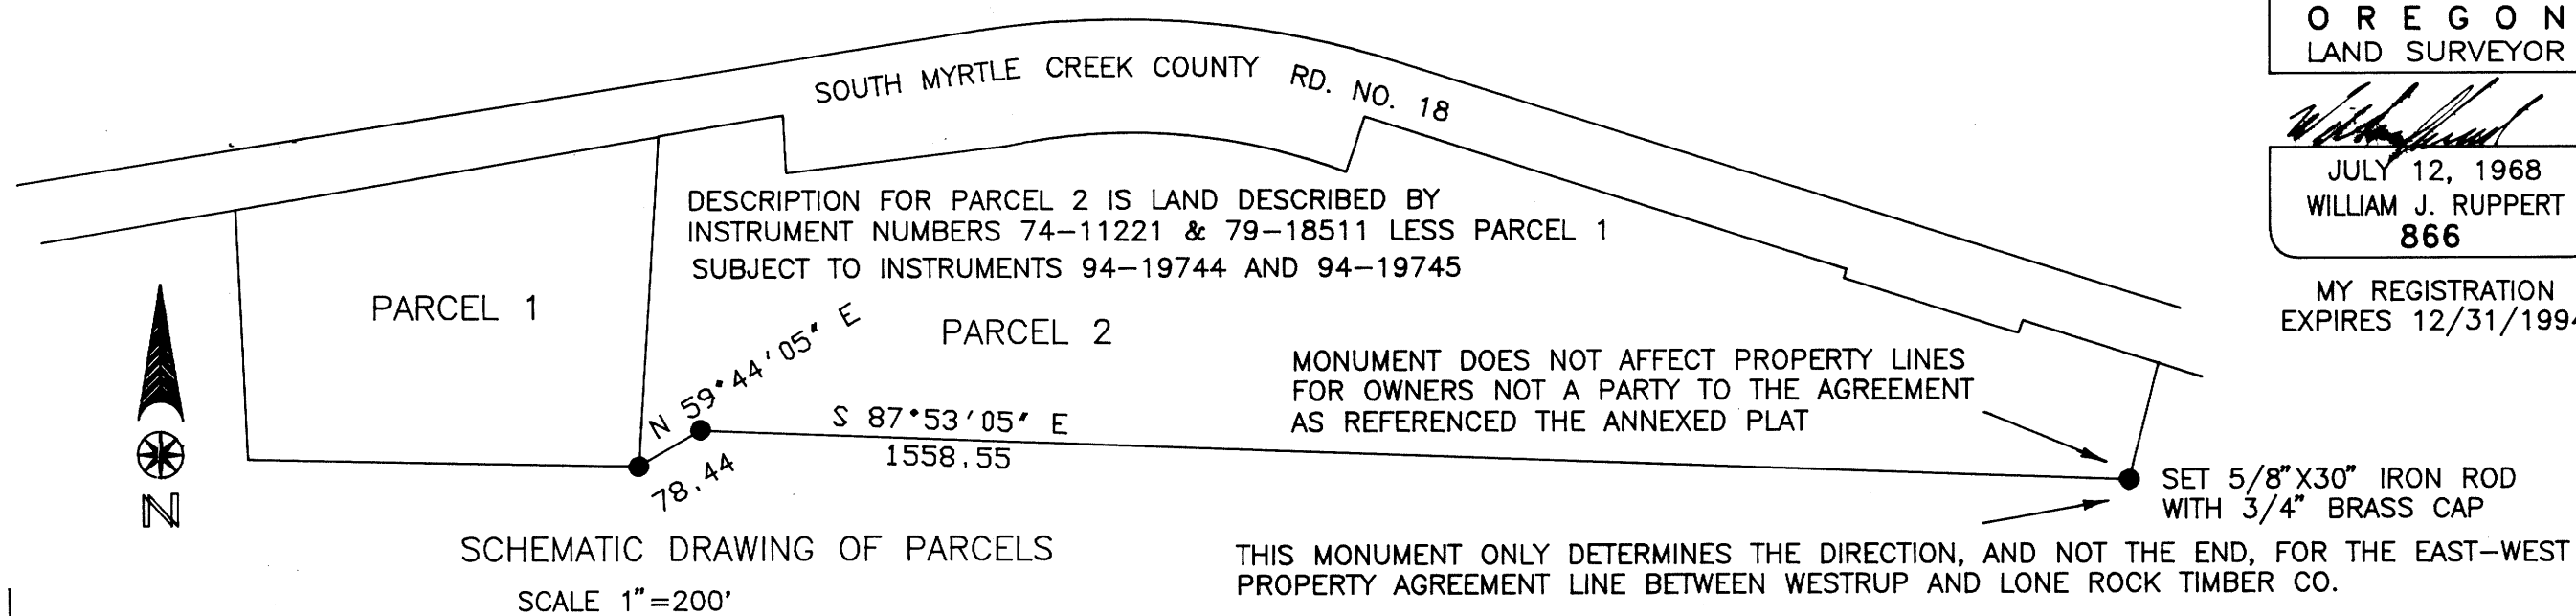 OREGON
LAND SURVEYOR
JULY 12, 1968
WILLIAM J. RUPPERT
866
MY REGISTRATION
EXPIRES 12/31/1994
SOUTH MYRTLE CREEK COUNTY RD. NO. 18
DESCRIPTION FOR PARCEL 2 IS LAND DESCRIBED BY
INSTRUMENT NUMBERS 74-11221 & 79-18511 LESS PARCEL 1
SUBJECT TO INSTRUMENTS 94-19744 AND 94-19745
PARCEL 1
PARCEL 2
N 59°44'05" E
78.44
S 87°53'05" E
1558.55
MONUMENT DOES NOT AFFECT PROPERTY LINES
FOR OWNERS NOT A PARTY TO THE AGREEMENT
AS REFERENCED THE ANNEXED PLAT
SET 5/8"X30" IRON ROD
WITH 3/4" BRASS CAP
N
SCHEMATIC DRAWING OF PARCELS
SCALE 1"=200'
THIS MONUMENT ONLY DETERMINES THE DIRECTION, AND NOT THE END, FOR THE EAST-WEST
PROPERTY AGREEMENT LINE BETWEEN WESTRUP AND LONE ROCK TIMBER CO.